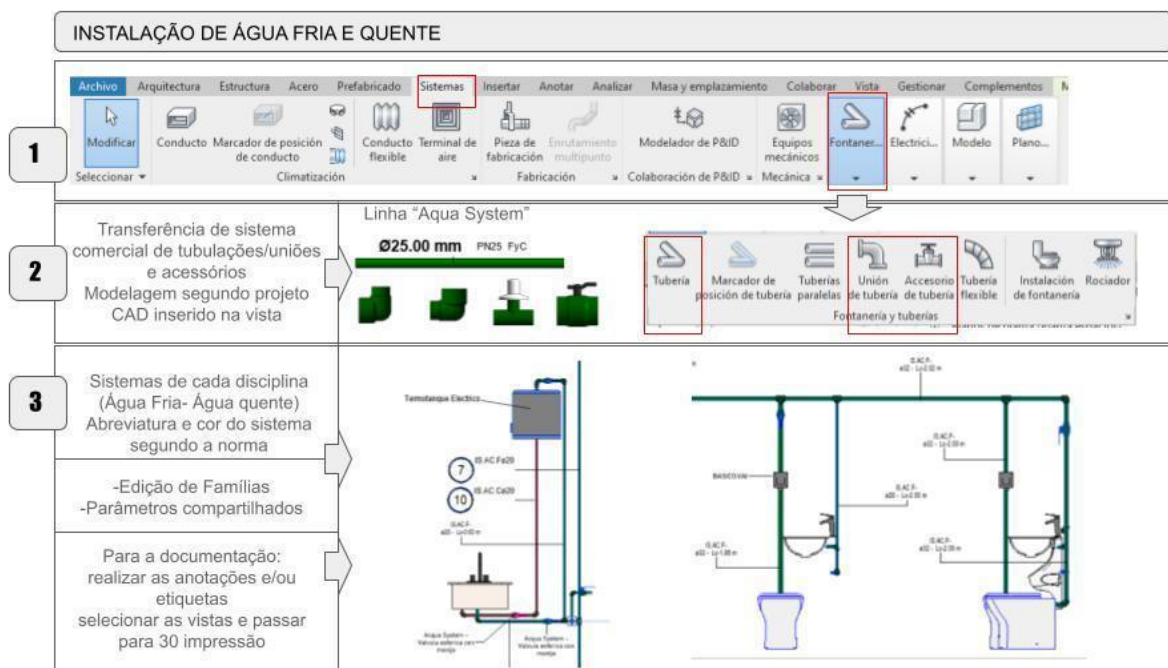 INSTALAÇÃO DE ÁGUA FRIA E QUENTE
1
Archivo Arquitectura Estructura Acero Prefabricado Sistemas Insertar Anotar Analizar Masa y emplazamiento Colaborar Vista Gestionar Complementos
Modificar
Conducto
Marcador de posición
de conducto
Conducto
flexible
Terminal de
aire
Pieza de
fabricación
Enrutamiento
multipunto
Modelador de P&ID
Equipos
mecánicos
Fontaner...
Electrici...
Modelo
Plano...
Seleccionar
Climatización
Fabricación
Colaboración de P&ID
Mecánica
2
Transferência de sistema
comercial de tubulações/uniões
e acessórios
Modelagem segundo projeto
CAD inserido na vista
Linha “Aqua System”
Ø25.00 mm PN25 FyC
Tubería
Marcador de
posición de tubería
Tuberías
paralelas
Unión
de tubería
Accesorio
de tubería
Tubería
flexible
Instalación
de fontanería
Rociador
Fontanería y tuberías
3
Sistemas de cada disciplina
(Água Fria- Água quente)
Abreviatura e cor do sistema
segundo a norma
-Edição de Famílias
-Parâmetros compartilhados
Para a documentação:
realizar as anotações e/ou
etiquetas
selecionar as vistas e passar
para 30 impressão
Termotanque Electrico
7
10